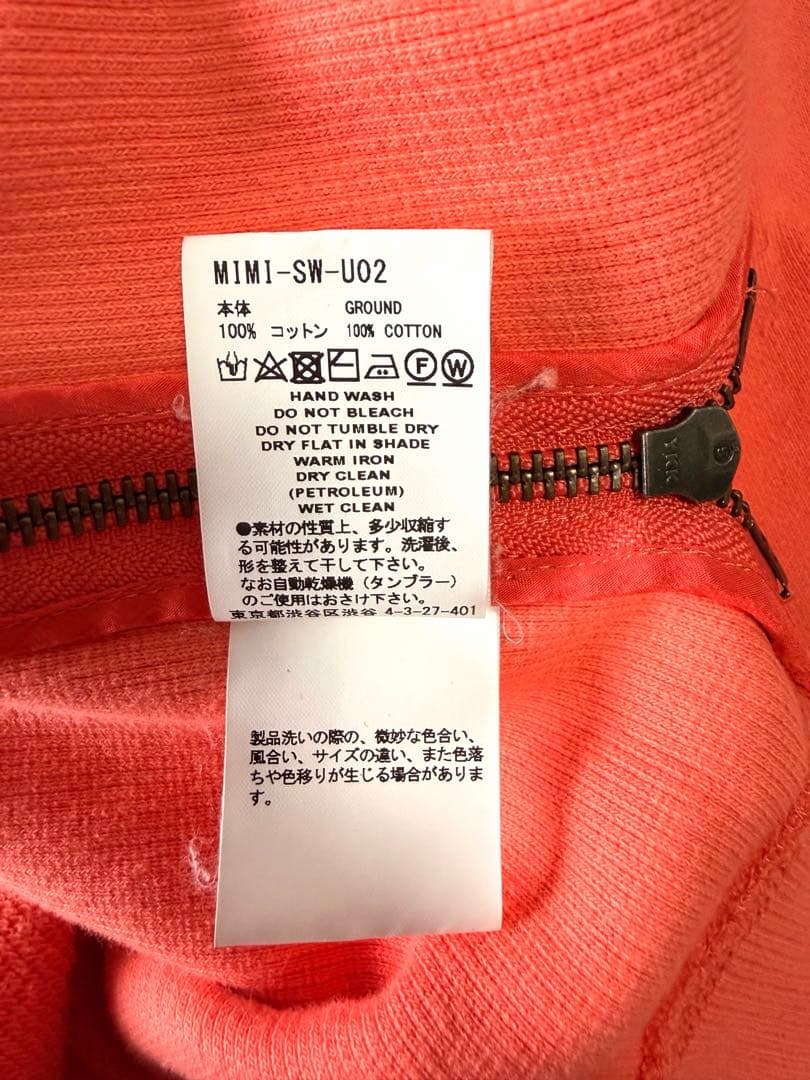 MIMI-SW-U02
本体 GROUND
100% コットン 100% COTTON
F W
HAND WASH
DO NOT BLEACH
DO NOT TUMBLE DRY
DRY FLAT IN SHADE
WARM IRON
DRY CLEAN
(PETROLEUM)
WET CLEAN
●素材の性質上、多少収縮す
る可能性があります。洗濯後、
形を整えて干して下さい。
なお自動乾燥機（タンブラー）
のご使用はおさけ下さい。
東京都渋谷区渋谷 4-3-27-401
製品洗いの際の、微妙な色合い、
風合い、サイズの違い、また色落
ちや色移りが生じる場合がありま
す。
YKK